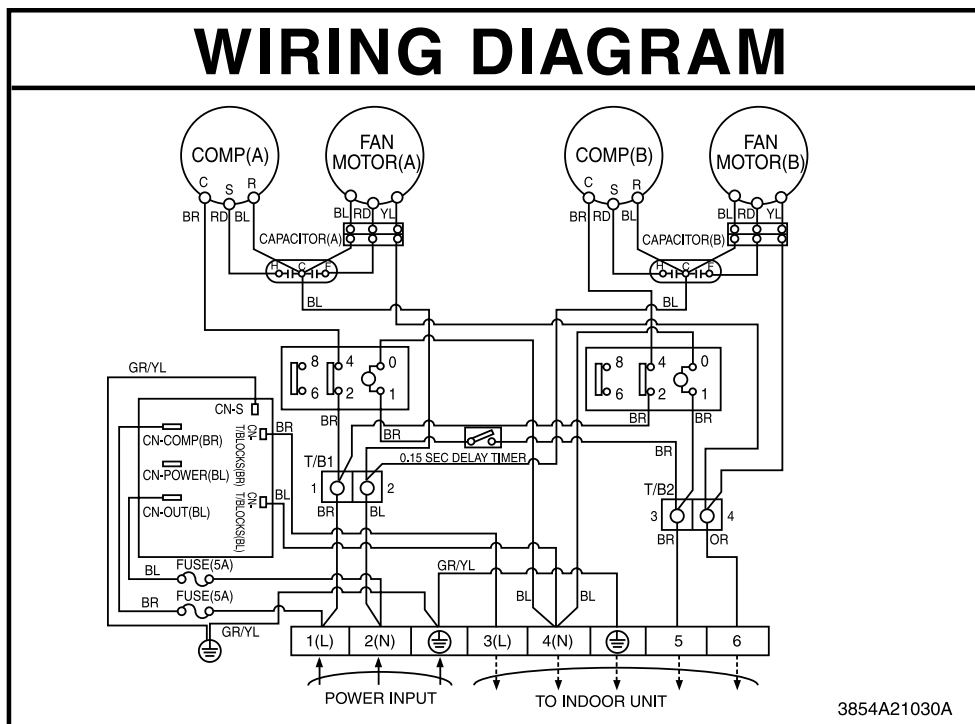 WIRING DIAGRAM
COMP(A)
FAN
MOTOR(A)
COMP(B)
FAN
MOTOR(B)
C S R
C S R
BR RD BL
BL RD YL
BR RD BL
BL RD YL
CAPACITOR(A)
CAPACITOR(B)
H C F
H C F
BL
BL
8 4 0
6 2 1
8 4 0
6 2 1
GR/YL
CN-S
CN-COMP(BR)
CN-POWER(BL)
CN-OUT(BL)
CN-
T/BLOCKS(BR)
CN-
T/BLOCKS(BL)
BR
BL
BR
BR
BR
BR
0.15 SEC DELAY TIMER
T/B1
1 2
BR BL
T/B2
3 4
BR OR
BL FUSE(5A)
BR FUSE(5A)
GR/YL
GR/YL
BL
BL
1(L) 2(N) 3(L) 4(N) 5 6
POWER INPUT
TO INDOOR UNIT
3854A21030A